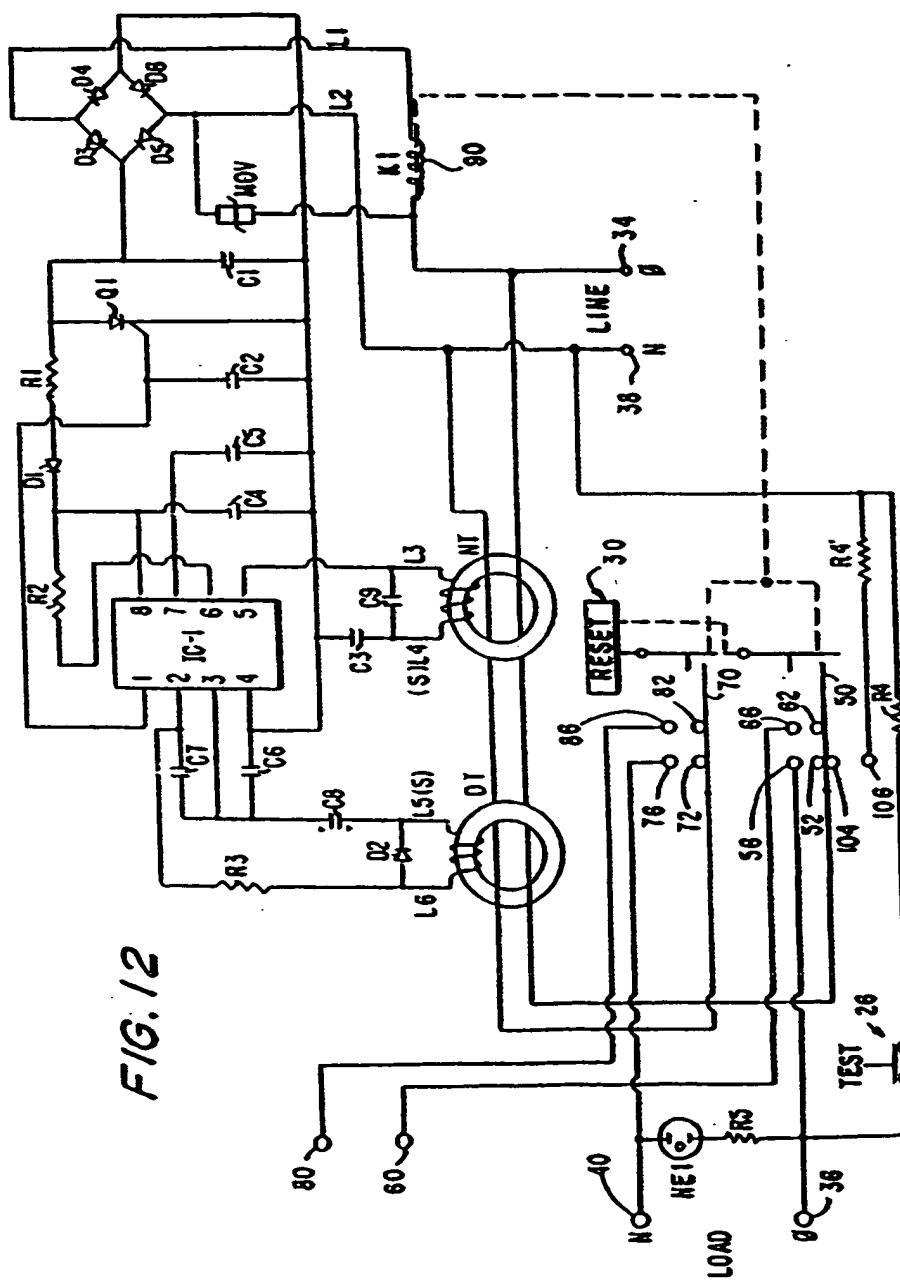 FIG. 12
D4
D6
D3
D5
L1
L2
MOV
K1
90
C1
Q1
R1
C2
D1
C5
C4
R2
8
7
6
5
IC-1
1
2
3
4
C7
C6
C8
R3
D2
L5(S)
L6
DT
L3
C9
C3
(S)L4
NT
LINE
34
Ø
38
N
RESET
30
86
82
70
76
72
66
62
50
56
52
104
106
R4
R4'
TEST
26
80
60
40
N
NE1
R5
LOAD
Ø
36